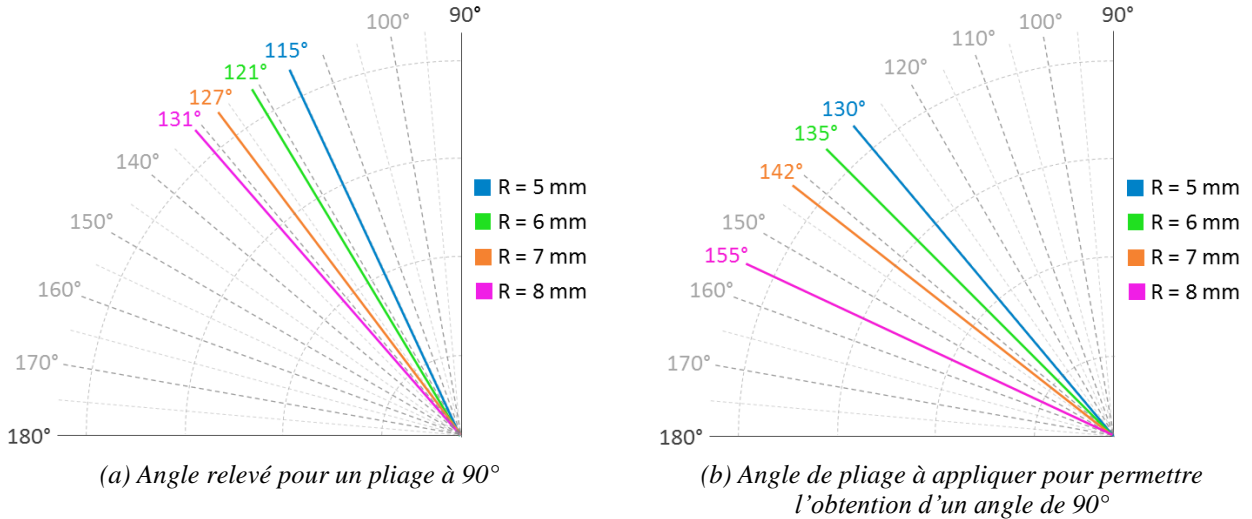 90°
100°
115°
121°
127°
131°
140°
150°
160°
170°
180°
R = 5 mm
R = 6 mm
R = 7 mm
R = 8 mm
(a) Angle relevé pour un pliage à 90°
90°
100°
110°
120°
130°
135°
142°
150°
155°
160°
170°
180°
R = 5 mm
R = 6 mm
R = 7 mm
R = 8 mm
(b) Angle de pliage à appliquer pour permettre
l'obtention d'un angle de 90°